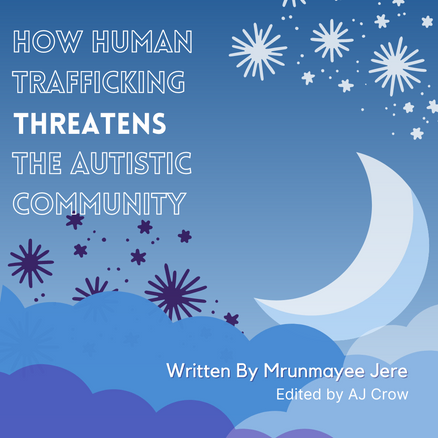 HOW HUMAN
TRAFFICKING
THREATENS
THE AUTISTIC
COMMUNITY
Written By Mrunmayee Jere
Edited by AJ Crow